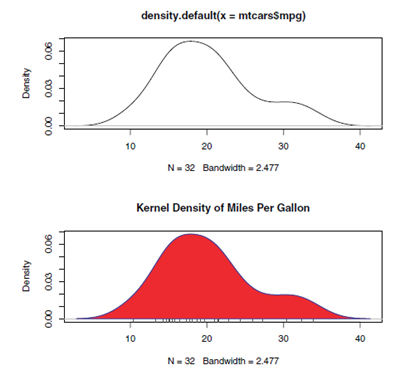 density.default(x = mtcars$mpg)
Density
0.00 0.03 0.06
10 20 30 40
N = 32 Bandwidth = 2.477
Kernel Density of Miles Per Gallon
Density
0.00 0.03 0.06
10 20 30 40
N = 32 Bandwidth = 2.477